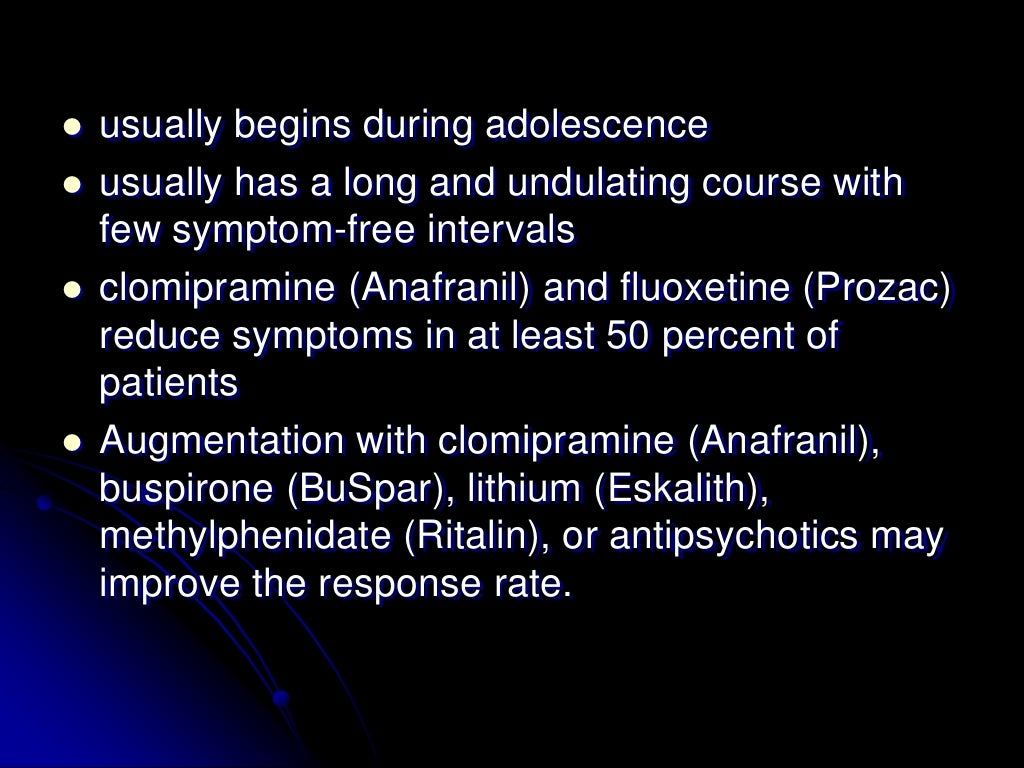 • usually begins during adolescence
• usually has a long and undulating course with
few symptom-free intervals
• clomipramine (Anafranil) and fluoxetine (Prozac)
reduce symptoms in at least 50 percent of
patients
• Augmentation with clomipramine (Anafranil),
buspirone (BuSpar), lithium (Eskalith),
methylphenidate (Ritalin), or antipsychotics may
improve the response rate.